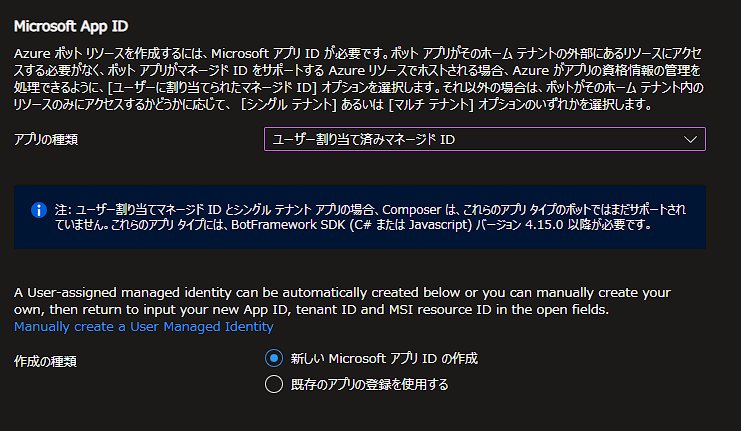 Microsoft App ID
Azure ボット リソースを作成するには、Microsoft アプリ ID が必要です。ボット アプリがそのホーム テナントの外部にあるリソースにアクセ
スする必要がなく、ボット アプリがマネージド ID をサポートする Azure リソースでホストされる場合、Azure がアプリの資格情報の管理を
処理できるように、[ユーザーに割り当てられたマネージド ID] オプションを選択します。それ以外の場合は、ボットがそのホーム テナント内の
リソースのみにアクセスするかどうかに応じて、 [シングル テナント] あるいは [マルチ テナント] オプションのいずれかを選択します。
アプリの種類
ユーザー割り当て済みマネージド ID
注: ユーザー割り当てマネージド ID とシングル テナント アプリの場合、Composer は、これらのアプリ タイプのボットではまだサポートされ
ていません。これらのアプリ タイプには、BotFramework SDK (C# または Javascript) バージョン 4.15.0 以降が必要です。
A User-assigned managed identity can be automatically created below or you can manually create your
own, then return to input your new App ID, tenant ID and MSI resource ID in the open fields.
Manually create a User Managed Identity
作成の種類
新しい Microsoft アプリ ID の作成
既存のアプリの登録を使用する